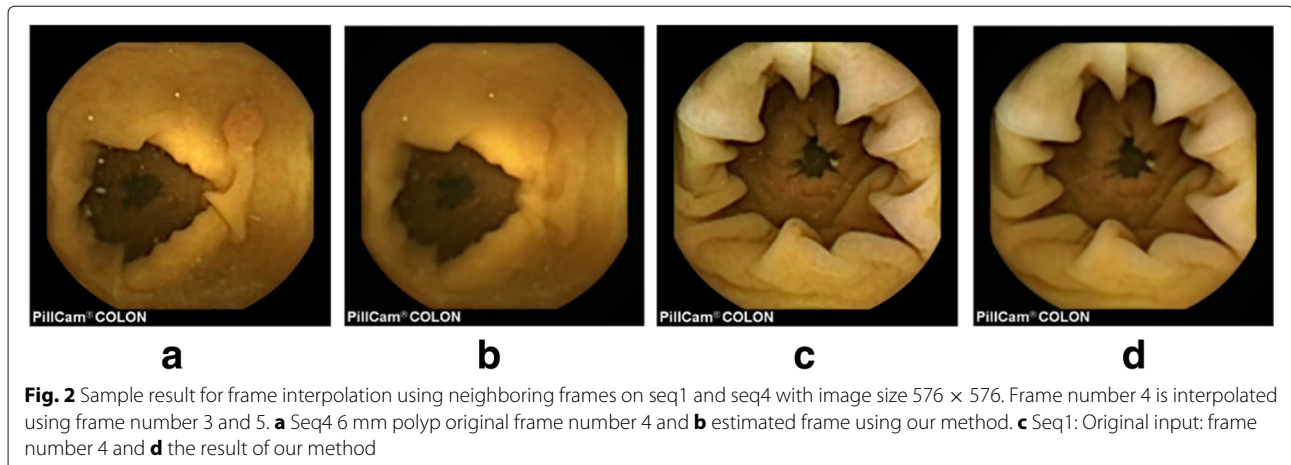 PillCam® COLON
PillCam® COLON
PillCam® COLON
PillCam® COLON
a
b
c
d
Fig. 2 Sample result for frame interpolation using neighboring frames on seq1 and seq4 with image size 576 × 576. Frame number 4 is interpolated
using frame number 3 and 5. a Seq4 6 mm polyp original frame number 4 and b estimated frame using our method. c Seq1: Original input: frame
number 4 and d the result of our method